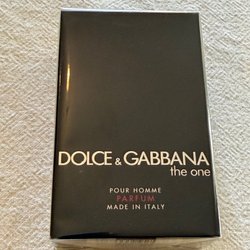 DOLCE & GABBANA
the one
POUR HOMME
PARFUM
MADE IN ITALY